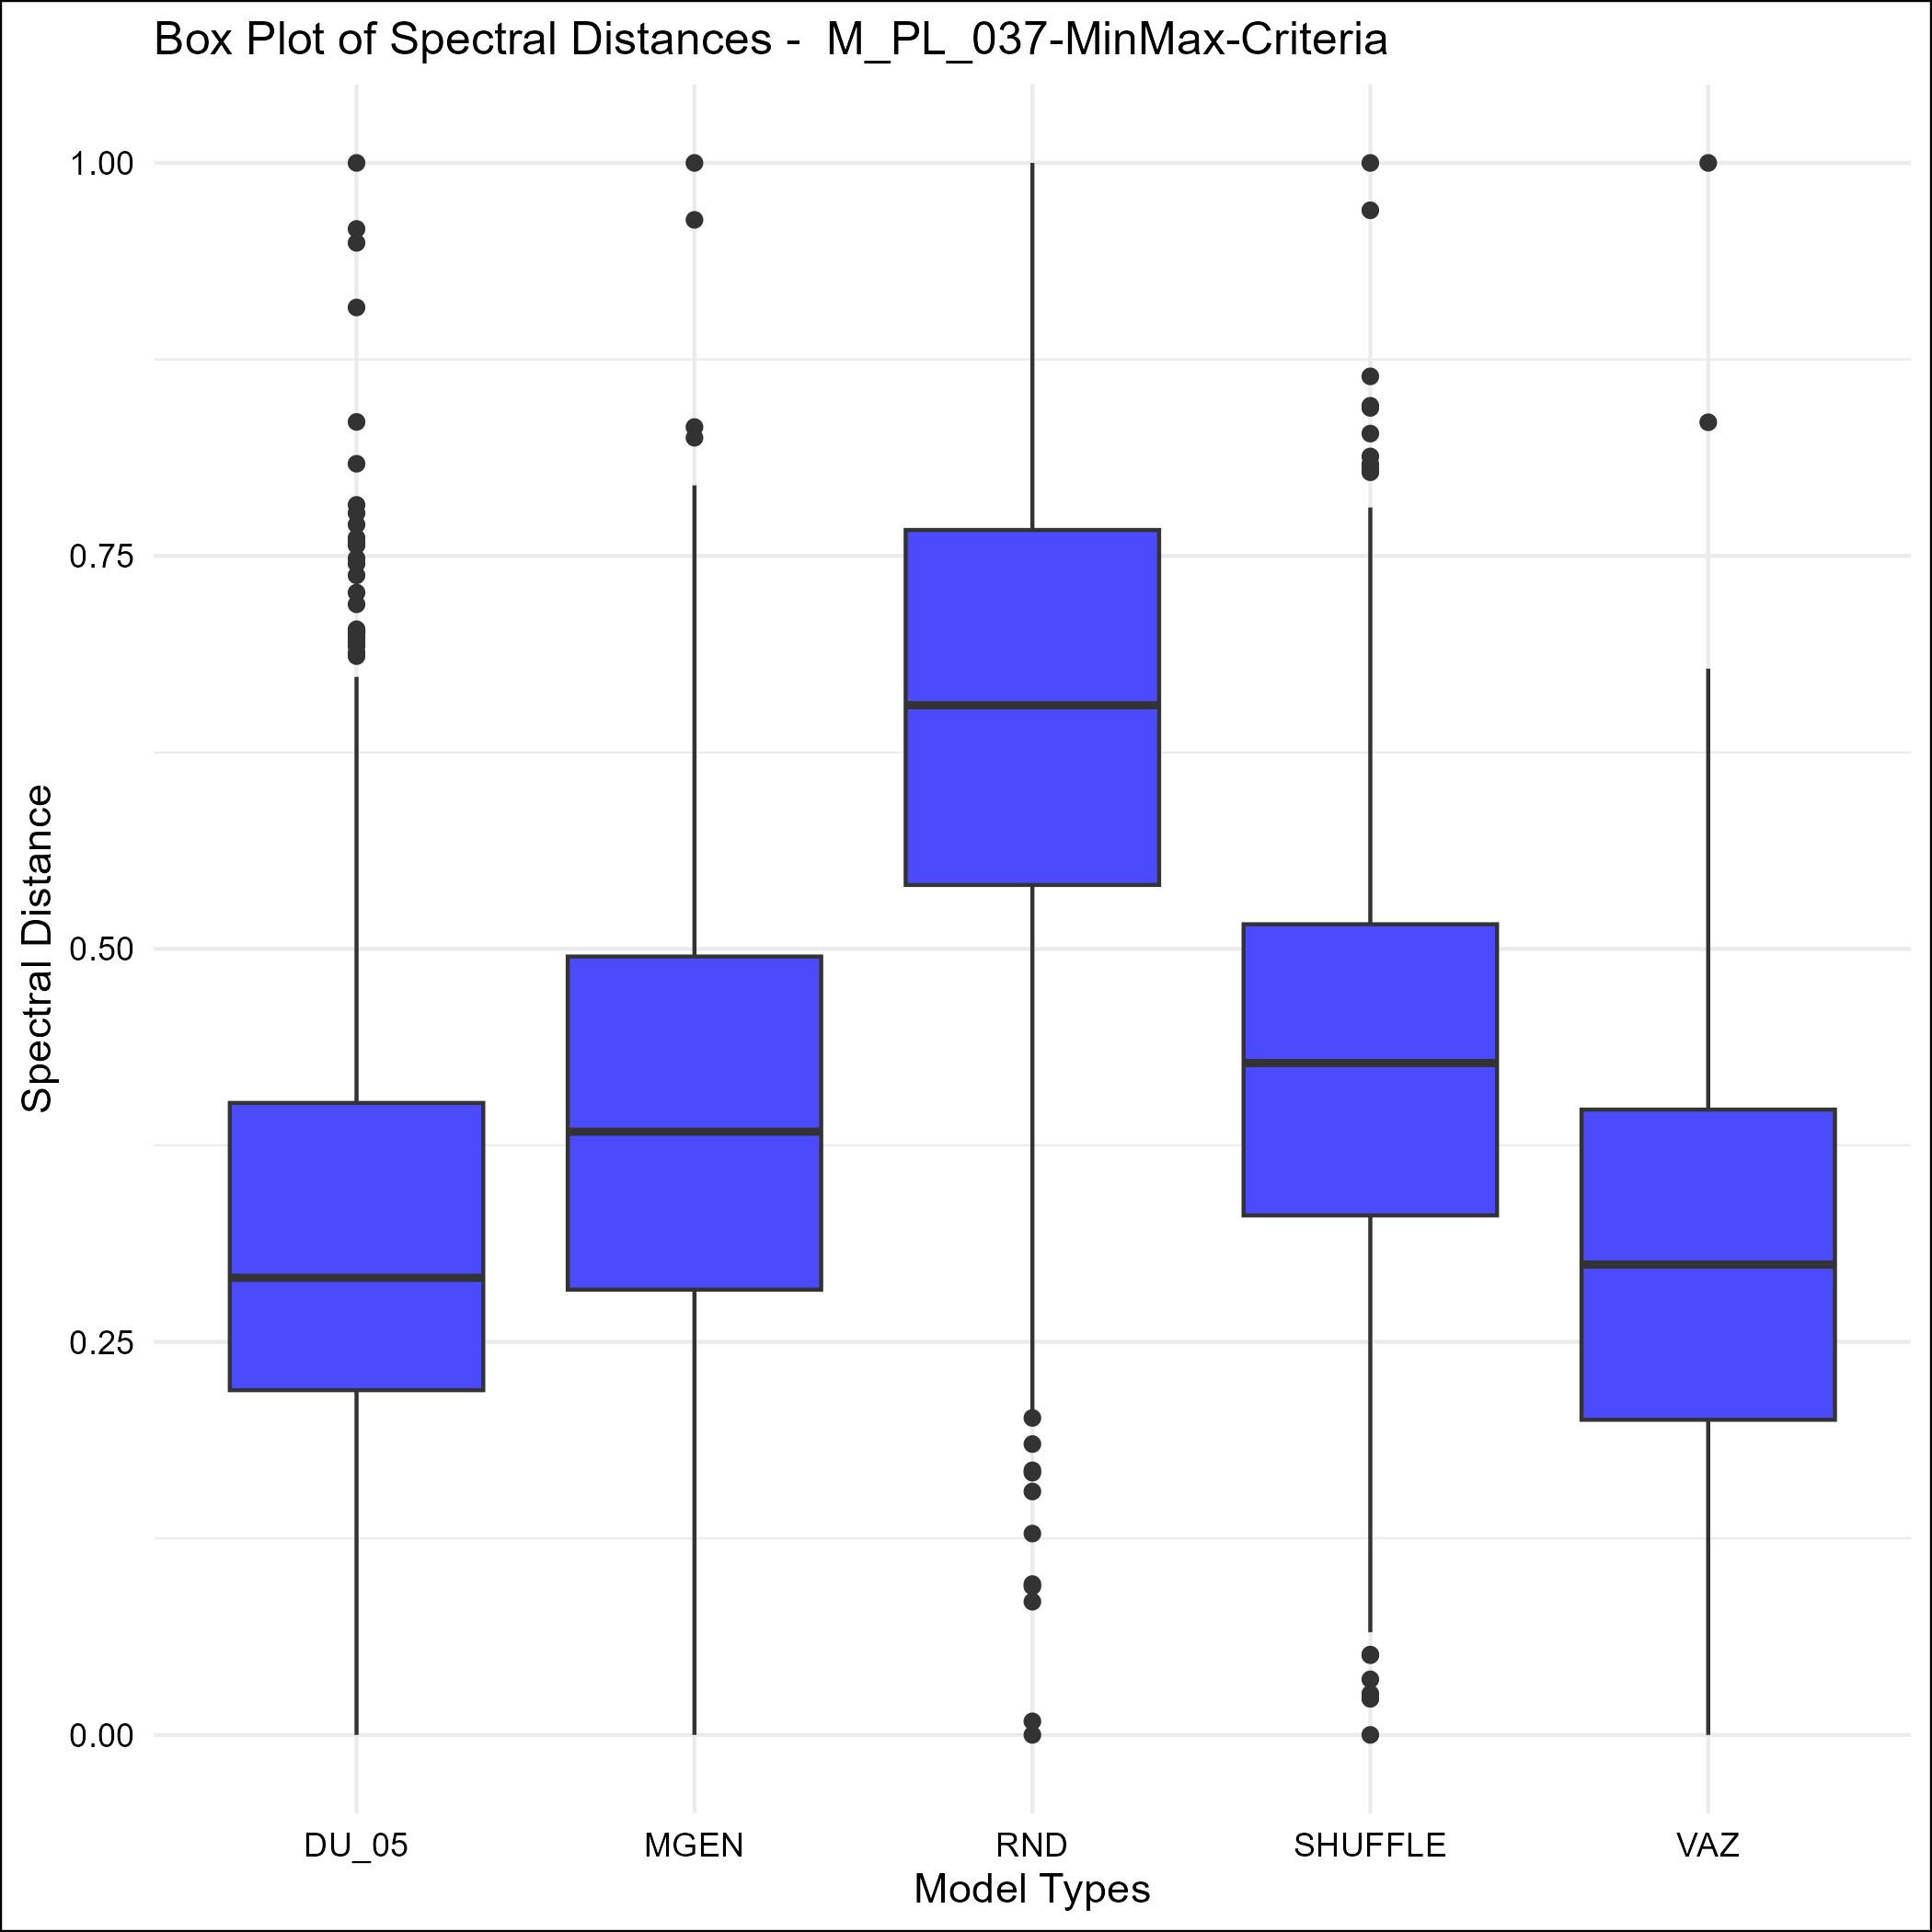 Box Plot of Spectral Distances -  M_PL_037-MinMax-Criteria
1.00
0.75
0.50
0.25
0.00
Spectral Distance
DU_05 MGEN RND SHUFFLE VAZ
Model Types